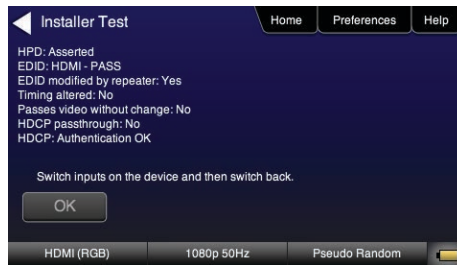 Installer Test
Home
Preferences
Help
HPD: Asserted
EDID: HDMI - PASS
EDID modified by repeater: Yes
Timing altered: No
Passes video without change: No
HDCP passthrough: No
HDCP: Authentication OK
Switch inputs on the device and then switch back.
OK
HDMI (RGB)
1080p 50Hz
Pseudo Random